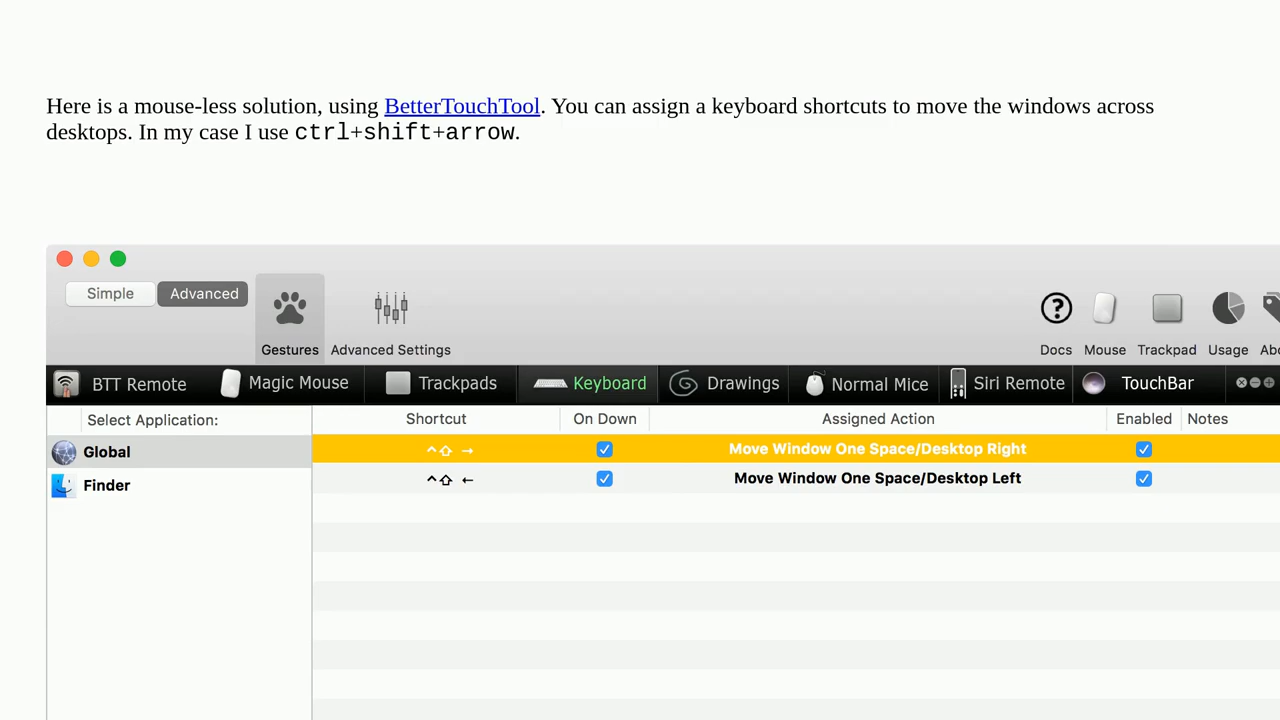 Here is a mouse-less solution, using BetterTouchTool. You can assign a keyboard shortcuts to move the windows across
desktops. In my case I use ctrl+shift+arrow.
Simple Advanced
Gestures Advanced Settings Docs Mouse Trackpad Usage
BTT Remote Magic Mouse Trackpads Keyboard Drawings Normal Mice Siri Remote TouchBar
Select Application: Shortcut On Down Assigned Action Enabled Notes
Global ^⇧ → Move Window One Space/Desktop Right
^⇧ ← Move Window One Space/Desktop Left
Finder